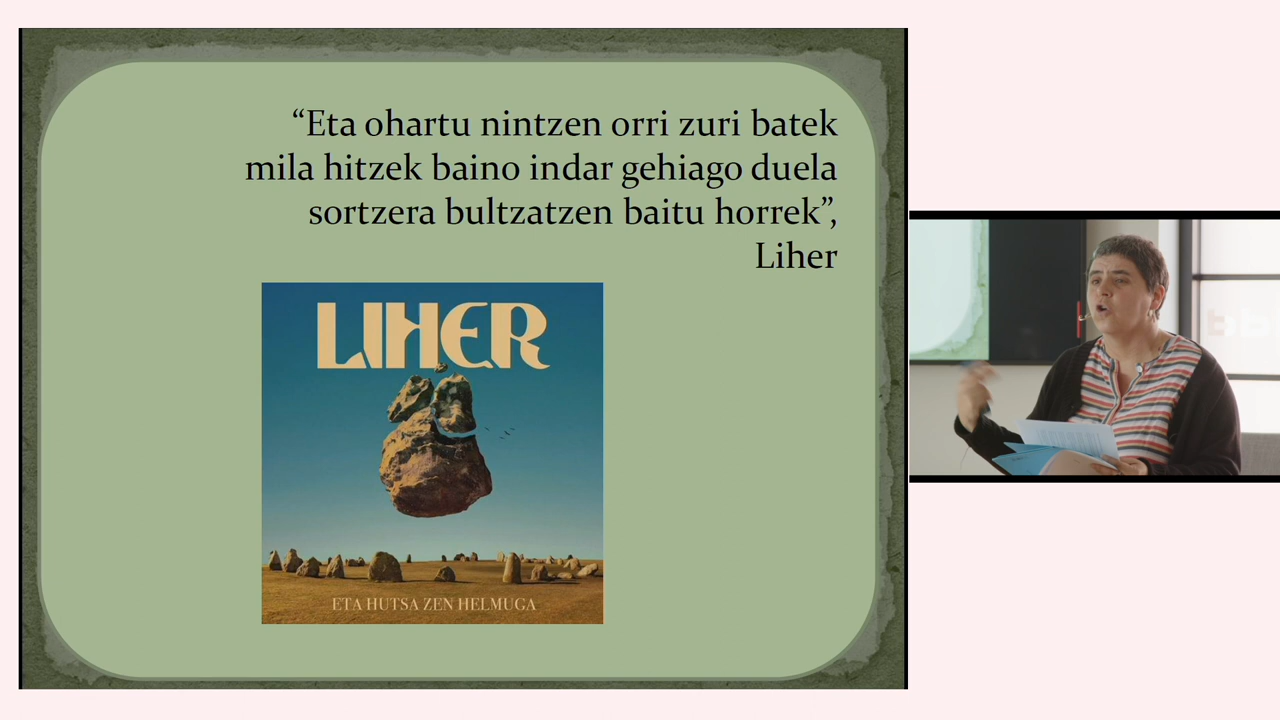 “Eta ohartu nintzen orri zuri batek
mila hitzek baino indar gehiago duela
sortzera bultzatzen baitu horrek”,
Liher
LIHER
ETA HUTSA ZEN HELMUGA